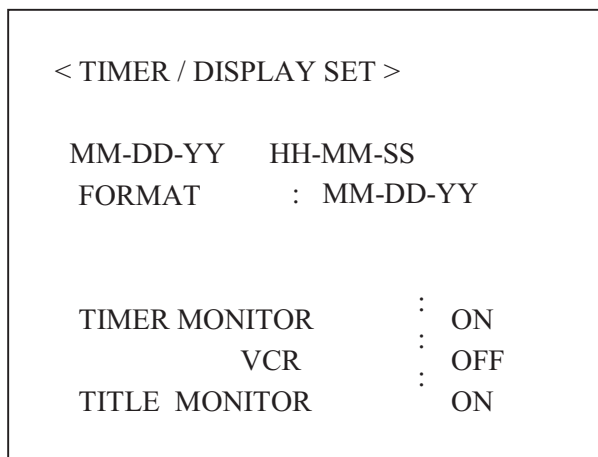 < TIMER / DISPLAY SET >
MM-DD-YY HH-MM-SS
FORMAT : MM-DD-YY
TIMER MONITOR : ON
VCR : OFF
TITLE MONITOR : ON